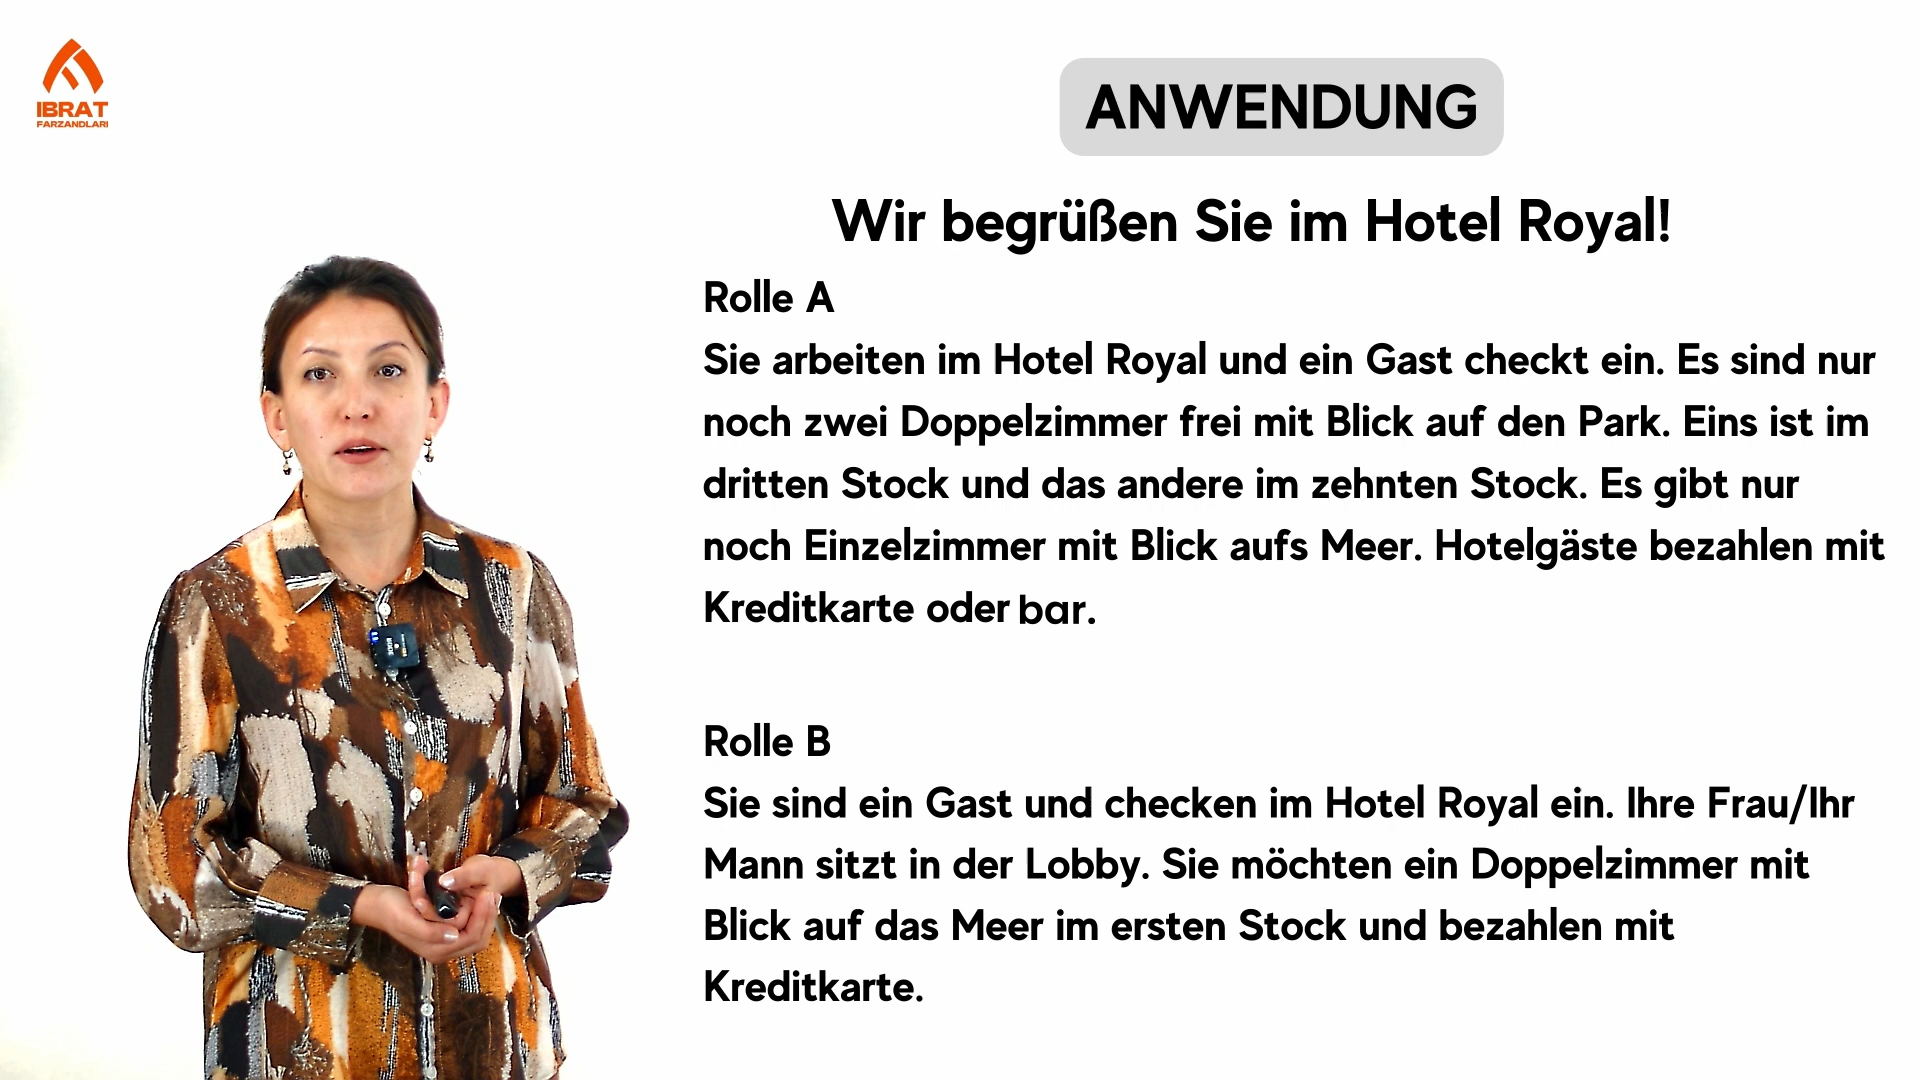 IBRAT
FARZANDLARI
ANWENDUNG
Wir begrüßen Sie im Hotel Royal!
Rolle A
Sie arbeiten im Hotel Royal und ein Gast checkt ein. Es sind nur
noch zwei Doppelzimmer frei mit Blick auf den Park. Eins ist im
dritten Stock und das andere im zehnten Stock. Es gibt nur
noch Einzelzimmer mit Blick aufs Meer. Hotelgäste bezahlen mit
Kreditkarte oder bar.
Rolle B
Sie sind ein Gast und checken im Hotel Royal ein. Ihre Frau/Ihr
Mann sitzt in der Lobby. Sie möchten ein Doppelzimmer mit
Blick auf das Meer im ersten Stock und bezahlen mit
Kreditkarte.